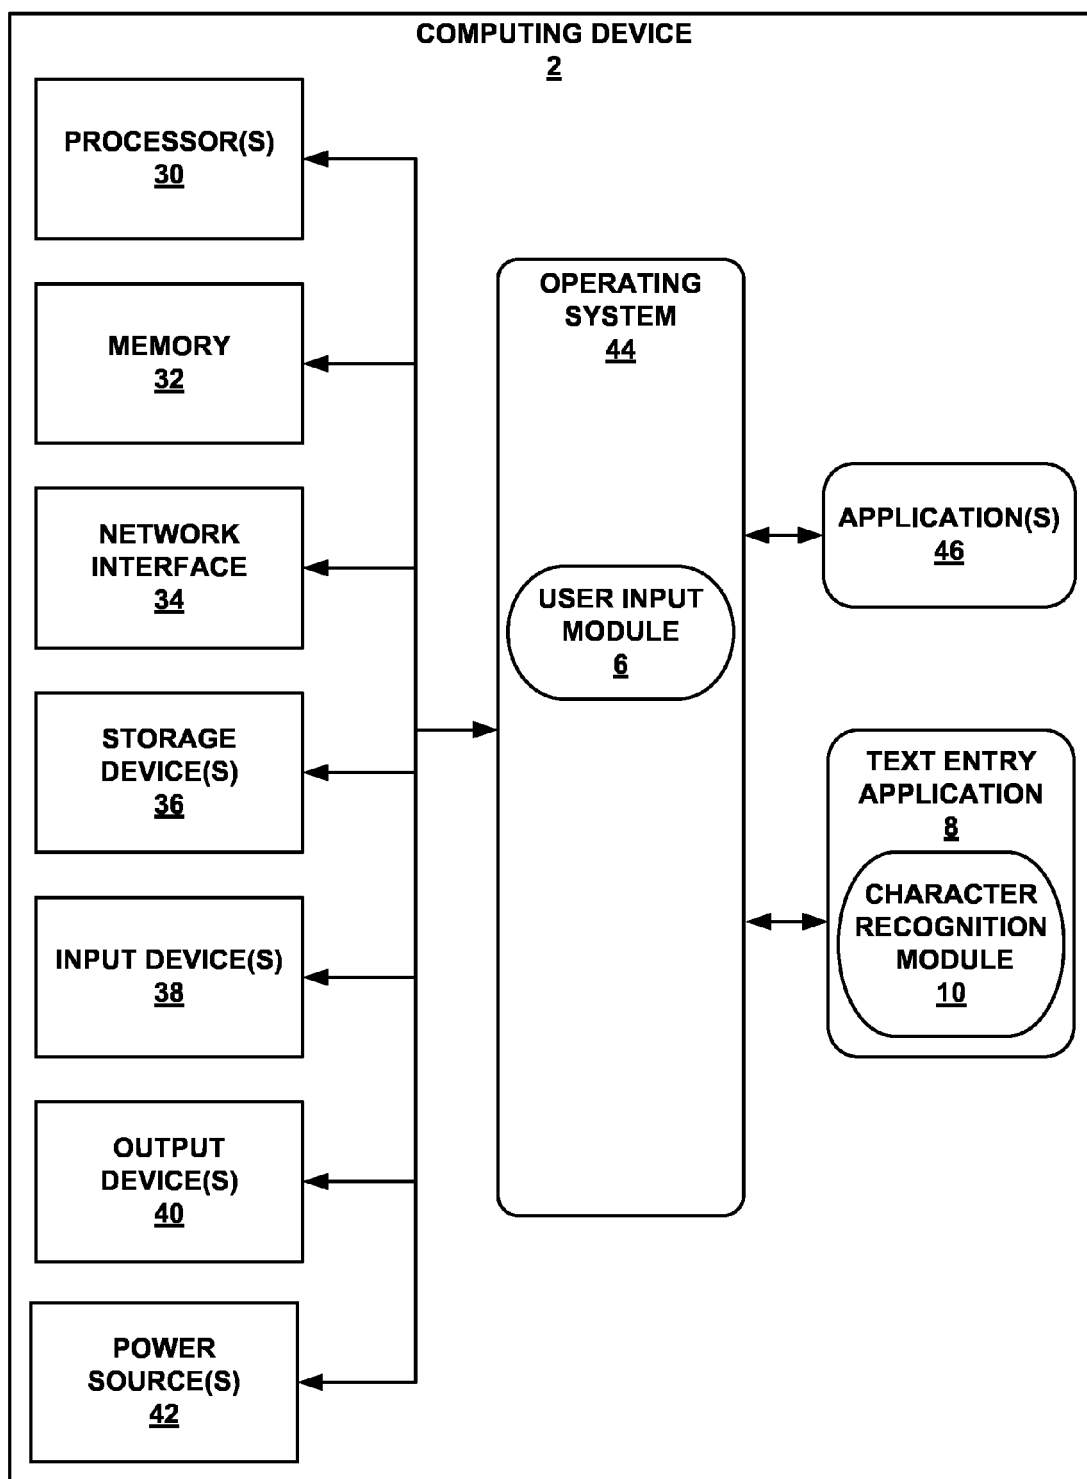 COMPUTING DEVICE
2
PROCESSOR(S)
30
MEMORY
32
NETWORK
INTERFACE
34
STORAGE
DEVICE(S)
36
INPUT DEVICE(S)
38
OUTPUT
DEVICE(S)
40
POWER
SOURCE(S)
42
OPERATING
SYSTEM
44
USER INPUT
MODULE
6
APPLICATION(S)
46
TEXT ENTRY
APPLICATION
8
CHARACTER
RECOGNITION
MODULE
10